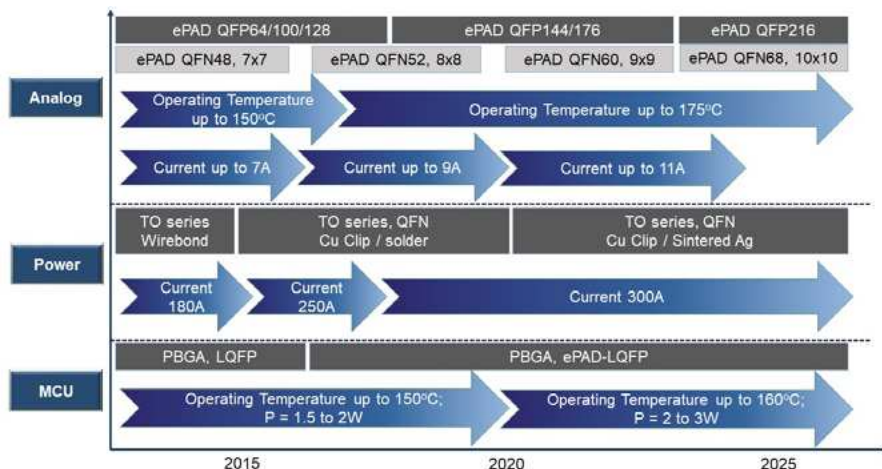 ePAD QFP64/100/128
ePAD QFP144/176
ePAD QFP216
ePAD QFN48, 7x7
ePAD QFN52, 8x8
ePAD QFN60, 9x9
ePAD QFN68, 10x10
Analog
Operating Temperature
up to 150°C
Operating Temperature up to 175°C
Current up to 7A
Current up to 9A
Current up to 11A
TO series
Wirebond
TO series, QFN
Cu Clip / solder
TO series, QFN
Cu Clip / Sintered Ag
Power
Current
180A
Current
250A
Current 300A
PBGA, LQFP
PBGA, ePAD-LQFP
MCU
Operating Temperature up to 150°C;
P = 1.5 to 2W
Operating Temperature up to 160°C;
P = 2 to 3W
2015
2020
2025